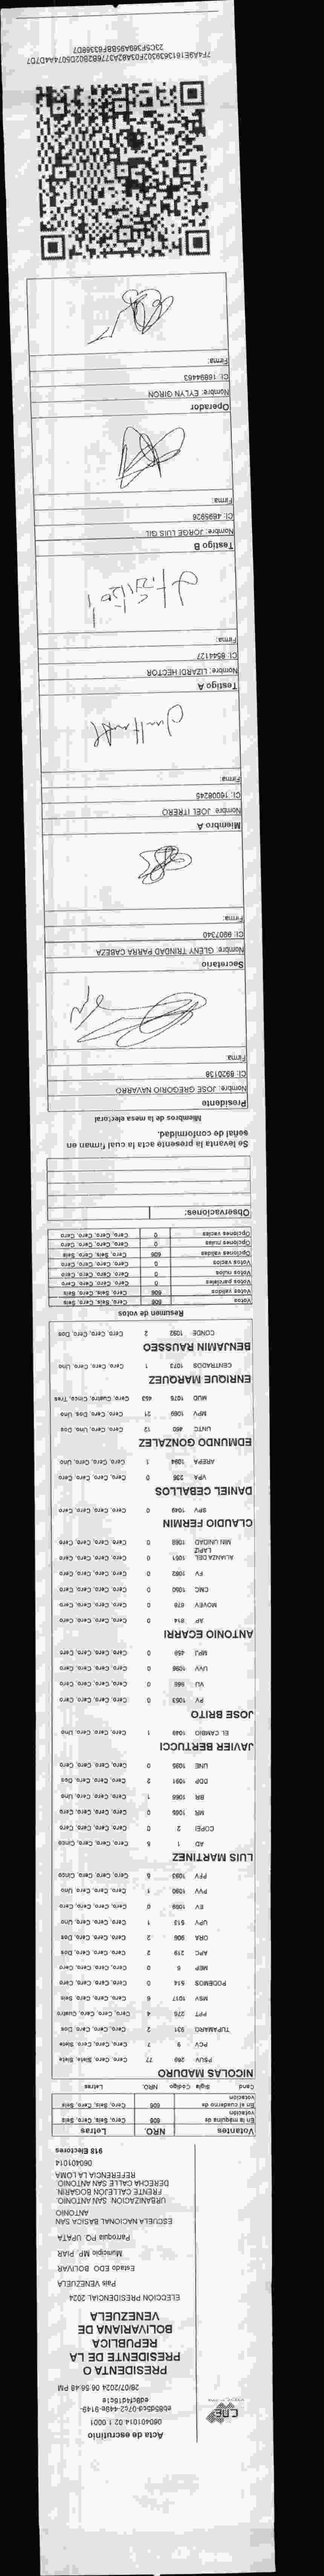 CNE
Acta de escrutinio
060401014.02.1.0001
eb85d5cd-07c2-449e-9149-
ed8cf4d16c1e
28/07/2024 06:56:48 PM
PRESIDENTA O
PRESIDENTE DE LA
REPUBLICA
BOLIVARIANA DE
VENEZUELA
ELECCIÓN PRESIDENCIAL 2024
País VENEZUELA
Estado EDO. BOLIVAR
Municipio MP. PIAR
Parroquia PQ. UPATA
ESCUELA NACIONAL BASICA SAN
ANTONIO
URBANIZACION: SAN ANTONIO.
FRENTE CALLEJÓN BOGARIN.
DERECHA CALLE SAN ANTONIO.
REFERENCIA LA LOMA
060401014
918 Electores
Votantes NRO. Letras
En la máquina de votación 606 Cero, Seis, Cero, Seis
En el cuaderno de votación 606 Cero, Seis, Cero, Seis
Cand Sigla Código NRO. Letras
NICOLAS MADURO
PSUV 269 77 Cero, Cero, Siete, Siete
PCV 9 7 Cero, Cero, Cero, Siete
TUPAMARO 931 2 Cero, Cero, Cero, Dos
PPT 276 4 Cero, Cero, Cero, Cuatro
MSV 1017 6 Cero, Cero, Cero, Seis
PODEMOS 514 0 Cero, Cero, Cero, Cero
MEP 6 0 Cero, Cero, Cero, Cero
APC 219 2 Cero, Cero, Cero, Dos
ORA 906 2 Cero, Cero, Cero, Dos
UPV 513 1 Cero, Cero, Cero, Uno
EV 1099 0 Cero, Cero, Cero, Cero
PVV 1090 1 Cero, Cero, Cero, Uno
PFV 1093 5 Cero, Cero, Cero, Cinco
LUIS MARTINEZ
AD 1 5 Cero, Cero, Cero, Cinco
COPEI 2 0 Cero, Cero, Cero, Cero
MR 1005 0 Cero, Cero, Cero, Cero
BR 1066 1 Cero, Cero, Cero, Uno
DDP 1091 2 Cero, Cero, Cero, Dos
UNE 1095 0 Cero, Cero, Cero, Cero
JAVIER BERTUCCI
EL CAMBIO 1049 1 Cero, Cero, Cero, Uno
JOSE BRITO
PV 1053 0 Cero, Cero, Cero, Cero
VU 966 0 Cero, Cero, Cero, Cero
UVV 1096 0 Cero, Cero, Cero, Cero
MPJ 459 0 Cero, Cero, Cero, Cero
ANTONIO ECARRI
AP 814 0 Cero, Cero, Cero, Cero
MOVEV 676 0 Cero, Cero, Cero, Cero
CMC 1050 0 Cero, Cero, Cero, Cero
FV 1062 0 Cero, Cero, Cero, Cero
ALIANZA DEL LAPIZ 1051 0 Cero, Cero, Cero, Cero
MIN UNIDAD 1068 0 Cero, Cero, Cero, Cero
CLAUDIO FERMIN
SPV 1048 0 Cero, Cero, Cero, Cero
DANIEL CEBALLOS
VPA 236 0 Cero, Cero, Cero, Cero
AREPA 1094 1 Cero, Cero, Cero, Uno
EDMUNDO GONZALEZ
UNTC 460 12 Cero, Cero, Uno, Dos
MPV 1069 21 Cero, Cero, Dos, Uno
MUD 1075 453 Cero, Cuatro, Cinco, Tres
ENRIQUE MARQUEZ
CENTRADOS 1073 1 Cero, Cero, Cero, Uno
BENJAMIN RAUSSEO
CONDE 1092 2 Cero, Cero, Cero, Dos
Resumen de votos
Votos 606 Cero, Seis, Cero, Seis
Votos validos 606 Cero, Seis, Cero, Seis
Votos parciales 0 Cero, Cero, Cero, Cero
Votos nulos 0 Cero, Cero, Cero, Cero
Votos vacios 0 Cero, Cero, Cero, Cero
Opciones validas 606 Cero, Seis, Cero, Seis
Opciones nulas 0 Cero, Cero, Cero, Cero
Opciones vacias 0 Cero, Cero, Cero, Cero
Observaciones:
Se levanta la presente acta la cual firman en
señal de conformidad.
Miembros de la mesa electoral
Presidente
Nombre: JOSE GREGORIO NAVARRO
CI: 8920138
Firma:
Secretario
Nombre: GLENY TRINIDAD PARRA CABEZA
CI: 9907340
Firma:
Miembro A
Nombre: JOEL ITRERO
CI: 16008245
Firma:
Testigo A
Nombre: LIZARDI HECTOR
CI: 8544127
Firma:
Testigo B
Nombre: JORGE LUIS GIL
CI: 4695926
Firma:
Operador
Nombre: EYLYN GIRON
CI: 18894463
Firma:
7F4A9E1613639302F03A82A3776B2B02D5074A4D7D7
23C5F369A95BBF63368D7